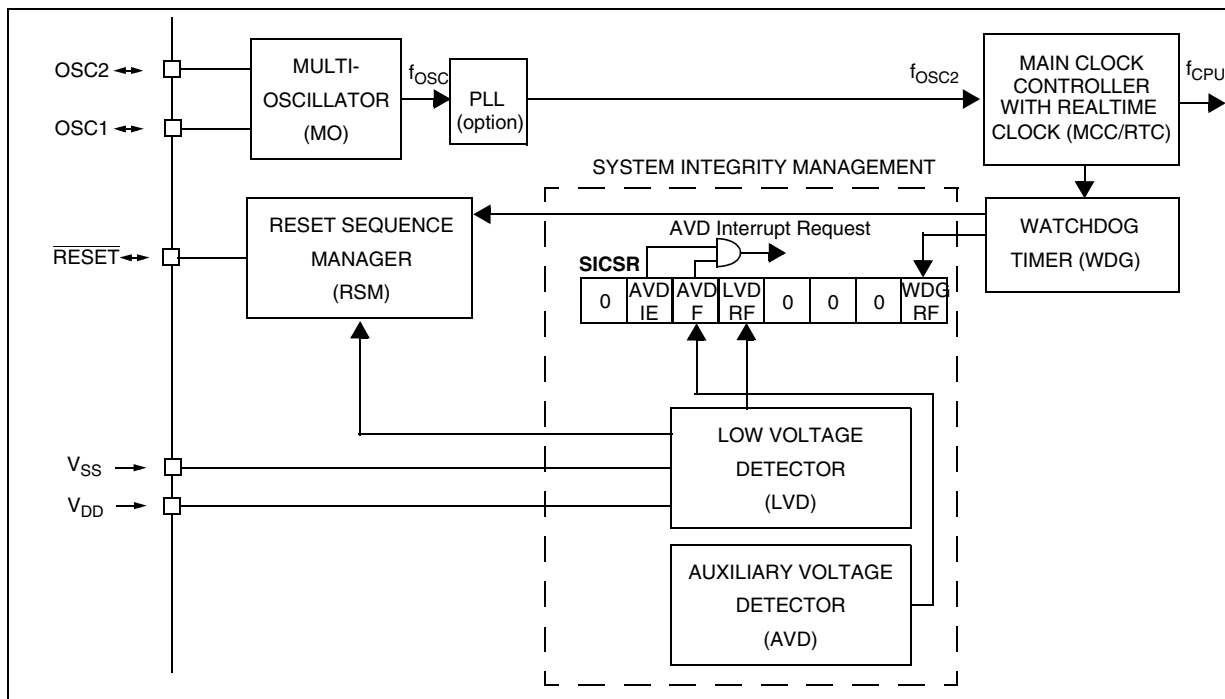 OSC2
OSC1
MULTI-
OSCILLATOR
(MO)
fOSC
PLL
(option)
fOSC2
MAIN CLOCK
CONTROLLER
WITH REALTIME
CLOCK (MCC/RTC)
fCPU
SYSTEM INTEGRITY MANAGEMENT
RESET
RESET SEQUENCE
MANAGER
(RSM)
AVD Interrupt Request
WATCHDOG
TIMER (WDG)
SICSR
0
AVD
IE
AVD
F
LVD
RF
0
0
0
WDG
RF
VSS
VDD
LOW VOLTAGE
DETECTOR
(LVD)
AUXILIARY VOLTAGE
DETECTOR
(AVD)